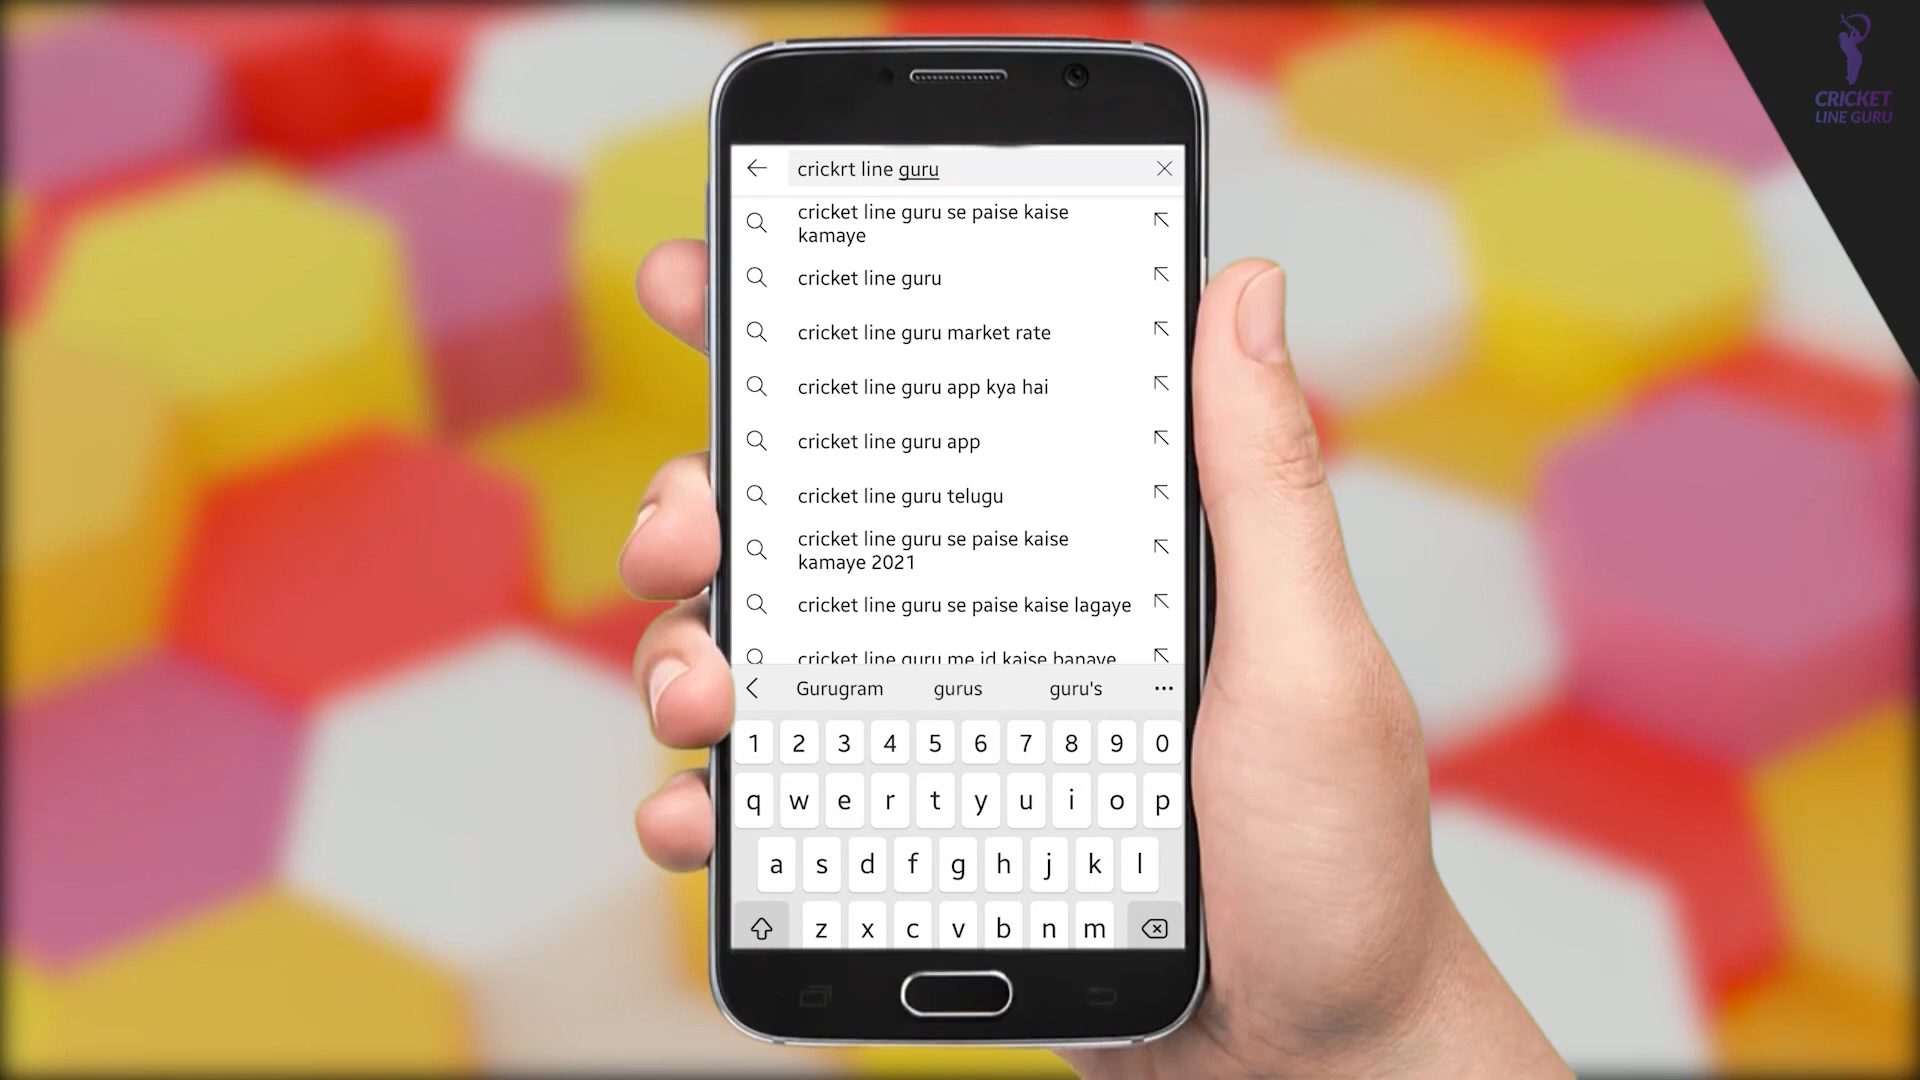 CRICKET
LINE GURU
crickrt line guru
cricket line guru se paise kaise
kamaye
cricket line guru
cricket line guru market rate
cricket line guru app kya hai
cricket line guru app
cricket line guru telugu
cricket line guru se paise kaise
kamaye 2021
cricket line guru se paise kaise lagaye
cricket line guru me id kaise banaye
Gurugram gurus guru's
1 2 3 4 5 6 7 8 9 0
q w e r t y u i o p
a s d f g h j k l
z x c v b n m